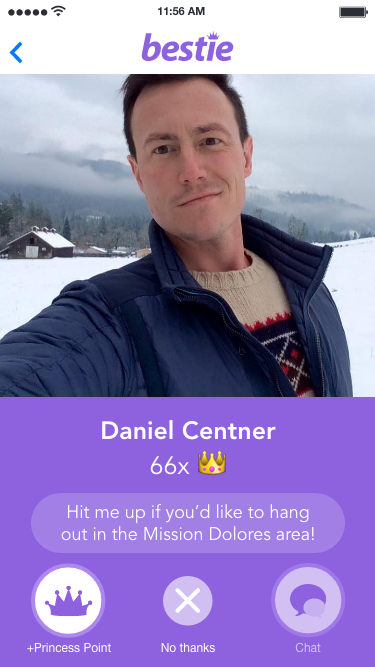 11:56 AM
bestie
Daniel Centner
66x
Hit me up if you'd like to hang
out in the Mission Dolores area!
+Princess Point
No thanks
Chat